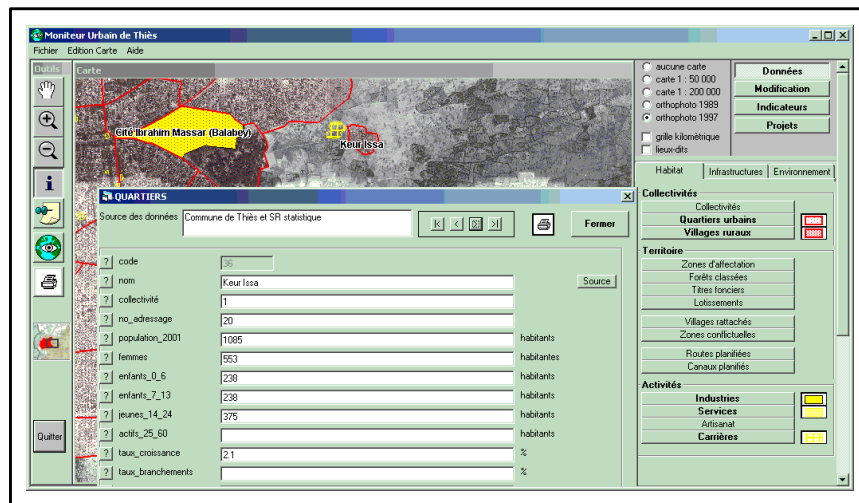 Moniteur Urbain de Thiès
Fichier Edition Carte Aide
Outils
Carte
Cité Ibrahim Massar (Balabey)
Keur Issa
aucune carte
carte 1 : 50 000
carte 1 : 200 000
orthophoto 1989
orthophoto 1997
grille kilomètrique
lieux-dits
Données
Modification
Indicateurs
Projets
Habitat Infrastructures Environnement
Collectivités
Collectivités
Quartiers urbains
Villages ruraux
Territoire
Zones d'affectation
Forêts classées
Titres fonciers
Lotissements
Villages rattachés
Zones conflictuelles
Routes planifiées
Canaux planifiés
Activités
Industries
Services
Artisanat
Carrières
QUARTIERS
Source des données Commune de Thiès et SR statistique
Fermer
? code 36
? nom Keur Issa Source
? collectivité 1
? no_adressage 20
? population_2001 1085 habitants
? femmes 553 habitantes
? enfants_0_6 238 habitants
? enfants_7_13 238 habitants
? jeunes_14_24 375 habitants
? actifs_25_60 habitants
? taux_croissance 2.1 %
? taux_branchements %
Quitter